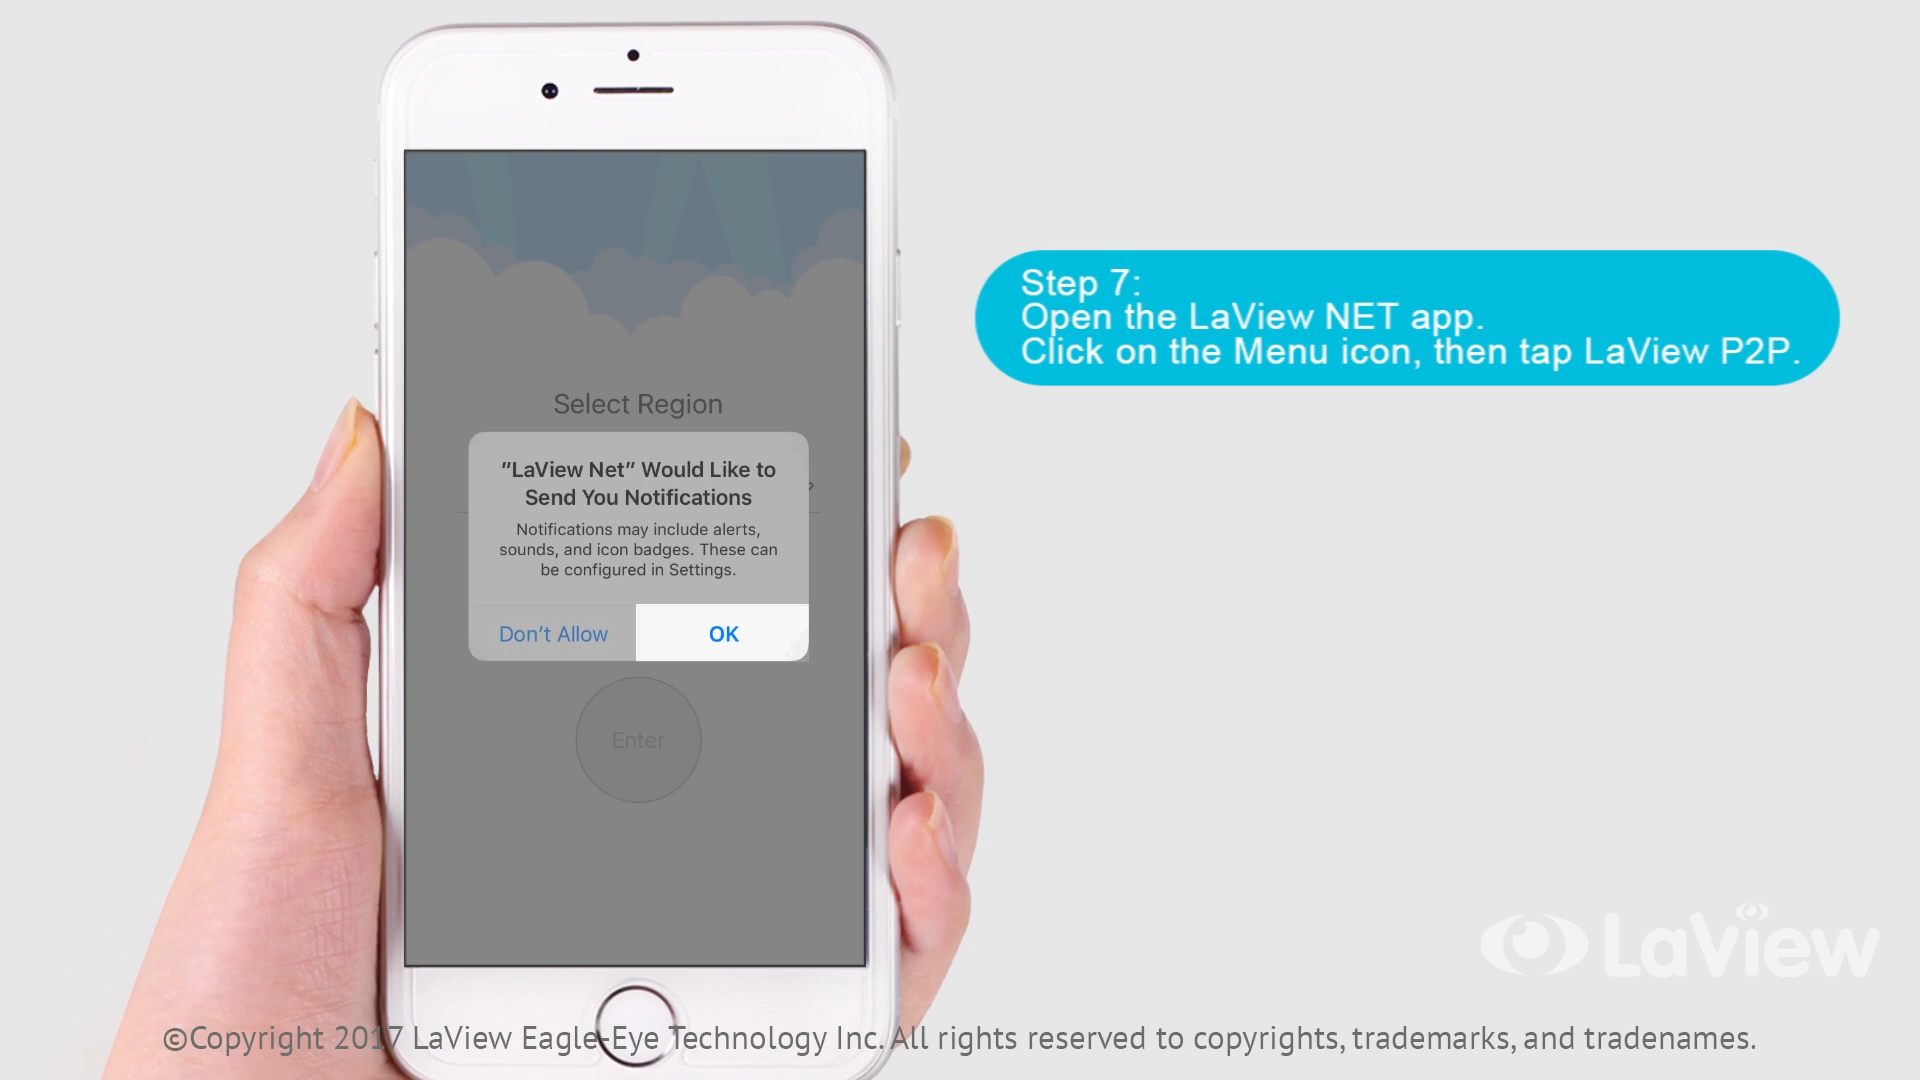 Step 7:
Open the LaView NET app.
Click on the Menu icon, then tap LaView P2P.
Select Region
"LaView Net" Would Like to
Send You Notifications
Notifications may include alerts,
sounds, and icon badges. These can
be configured in Settings.
Don't Allow
OK
Enter
LaView
©Copyright 2017 LaView Eagle-Eye Technology Inc. All rights reserved to copyrights, trademarks, and tradenames.